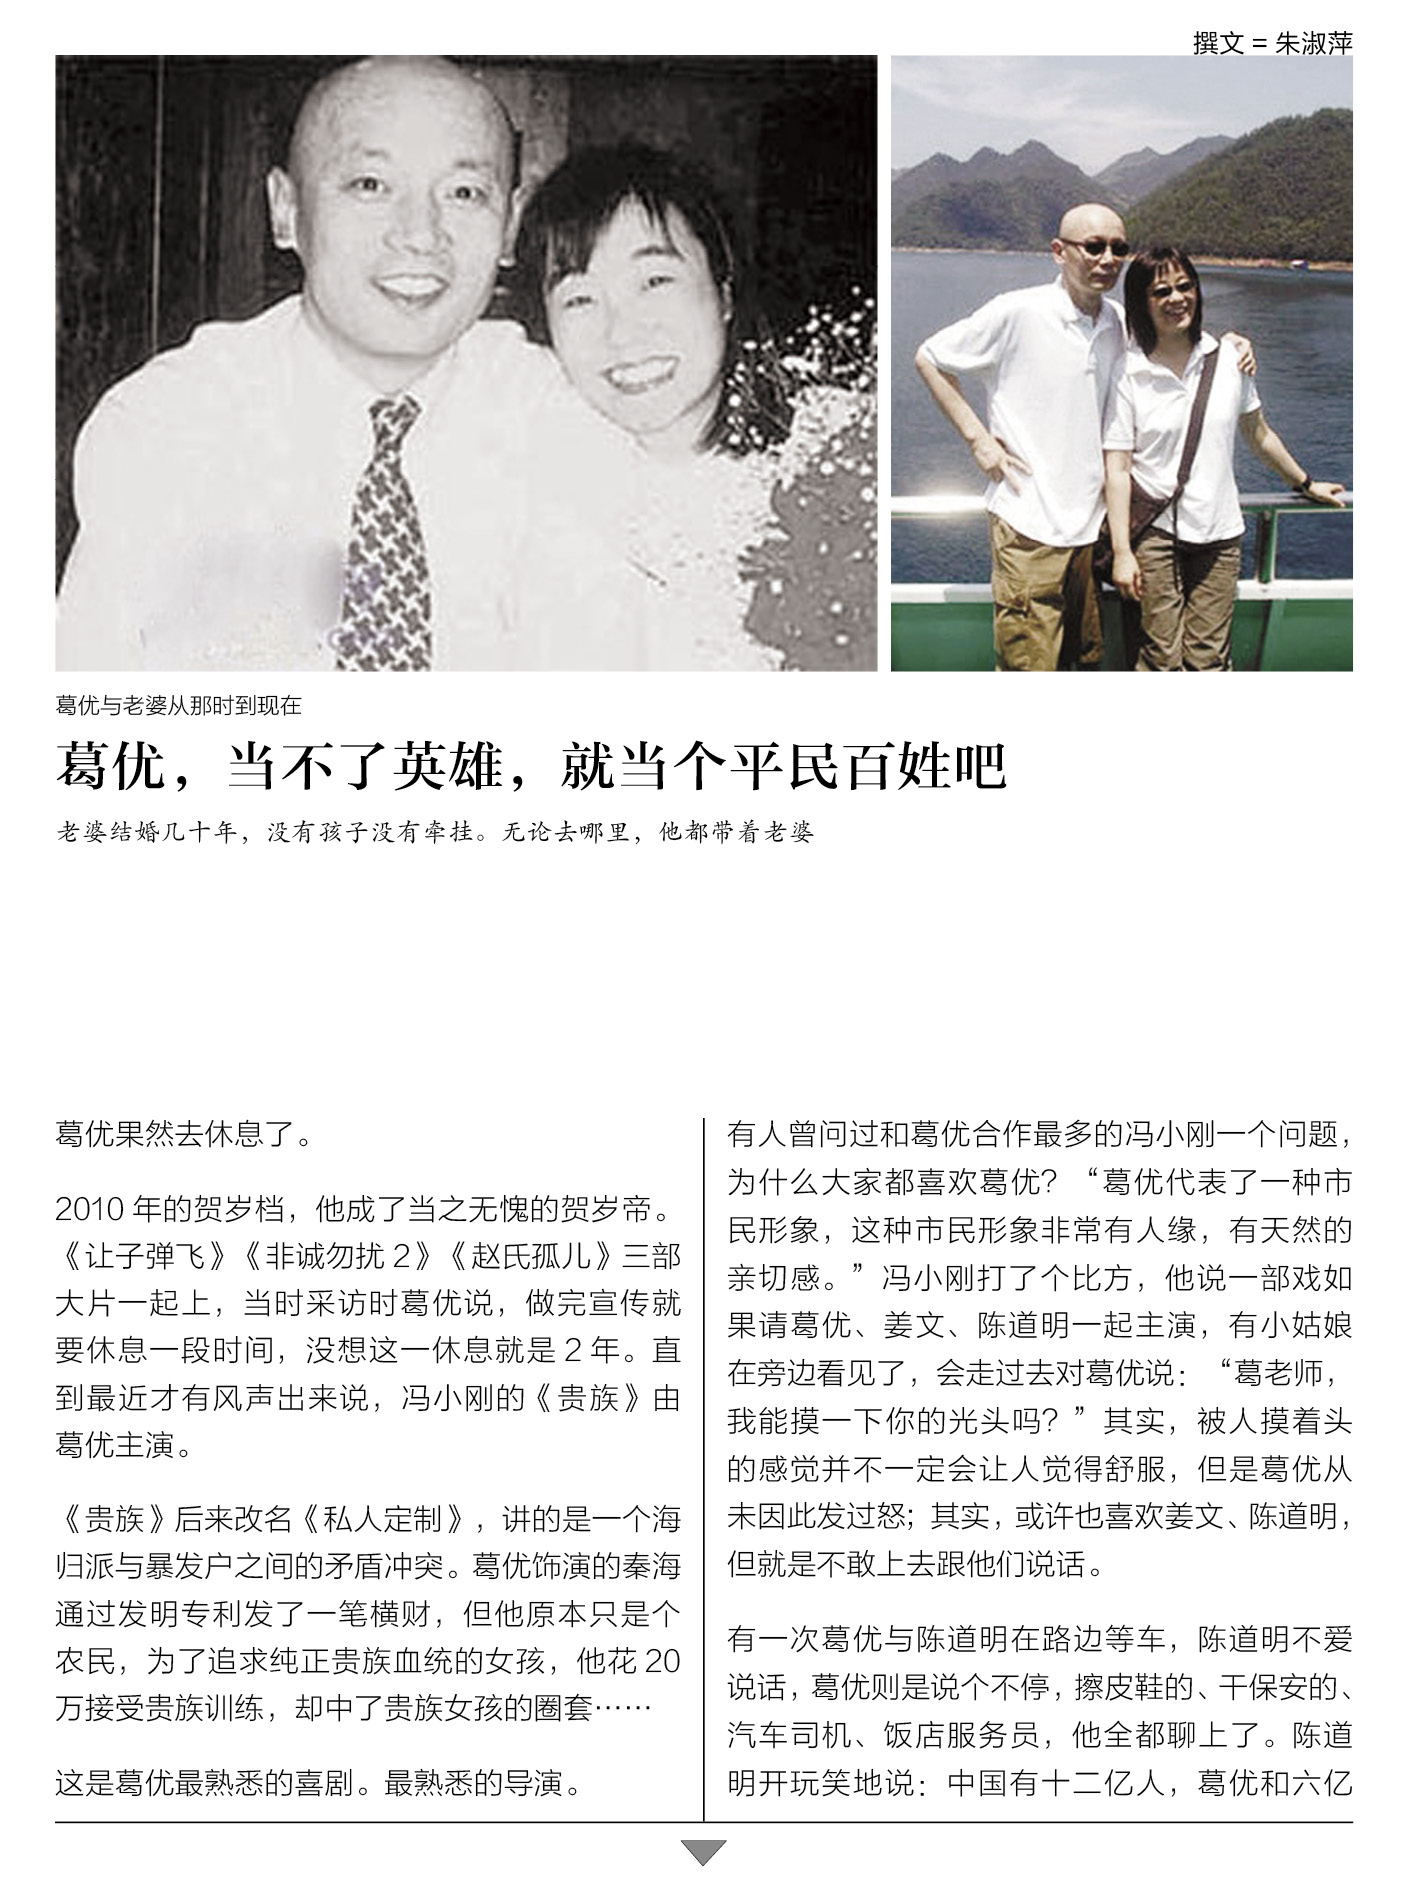 撰文 = 朱淑萍
葛优与老婆从那时到现在
葛优，当不了英雄，就当个平民百姓吧
老婆结婚几十年，没有孩子没有牵挂。无论去哪里，他都带着老婆
葛优果然去休息了。
2010 年的贺岁档，他成了当之无愧的贺岁帝。
《让子弹飞》《非诚勿扰 2》《赵氏孤儿》三部
大片一起上，当时采访时葛优说，做完宣传就
要休息一段时间，没想这一休息就是 2 年。直
到最近才有风声出来说，冯小刚的《贵族》由
葛优主演。
《贵族》后来改名《私人定制》，讲的是一个海
归派与暴发户之间的矛盾冲突。葛优饰演的秦海
通过发明专利发了一笔横财，但他原本只是个
农民，为了追求纯正贵族血统的女孩，他花 20
万接受贵族训练，却中了贵族女孩的圈套……
这是葛优最熟悉的喜剧。最熟悉的导演。
有人曾问过和葛优合作最多的冯小刚一个问题，
为什么大家都喜欢葛优？“葛优代表了一种市
民形象，这种市民形象非常有人缘，有天然的
亲切感。”冯小刚打了个比方，他说一部戏如
果请葛优、姜文、陈道明一起主演，有小姑娘
在旁边看见了，会走过去对葛优说：“葛老师，
我能摸一下你的光头吗？”其实，被人摸着头
的感觉并不一定会让人觉得舒服，但是葛优从
未因此发过怒；其实，或许也喜欢姜文、陈道明，
但就是不敢上去跟他们说话。
有一次葛优与陈道明在路边等车，陈道明不爱
说话，葛优则是说个不停，擦皮鞋的、干保安的、
汽车司机、饭店服务员，他全都聊上了。陈道
明开玩笑地说：中国有十二亿人，葛优和六亿